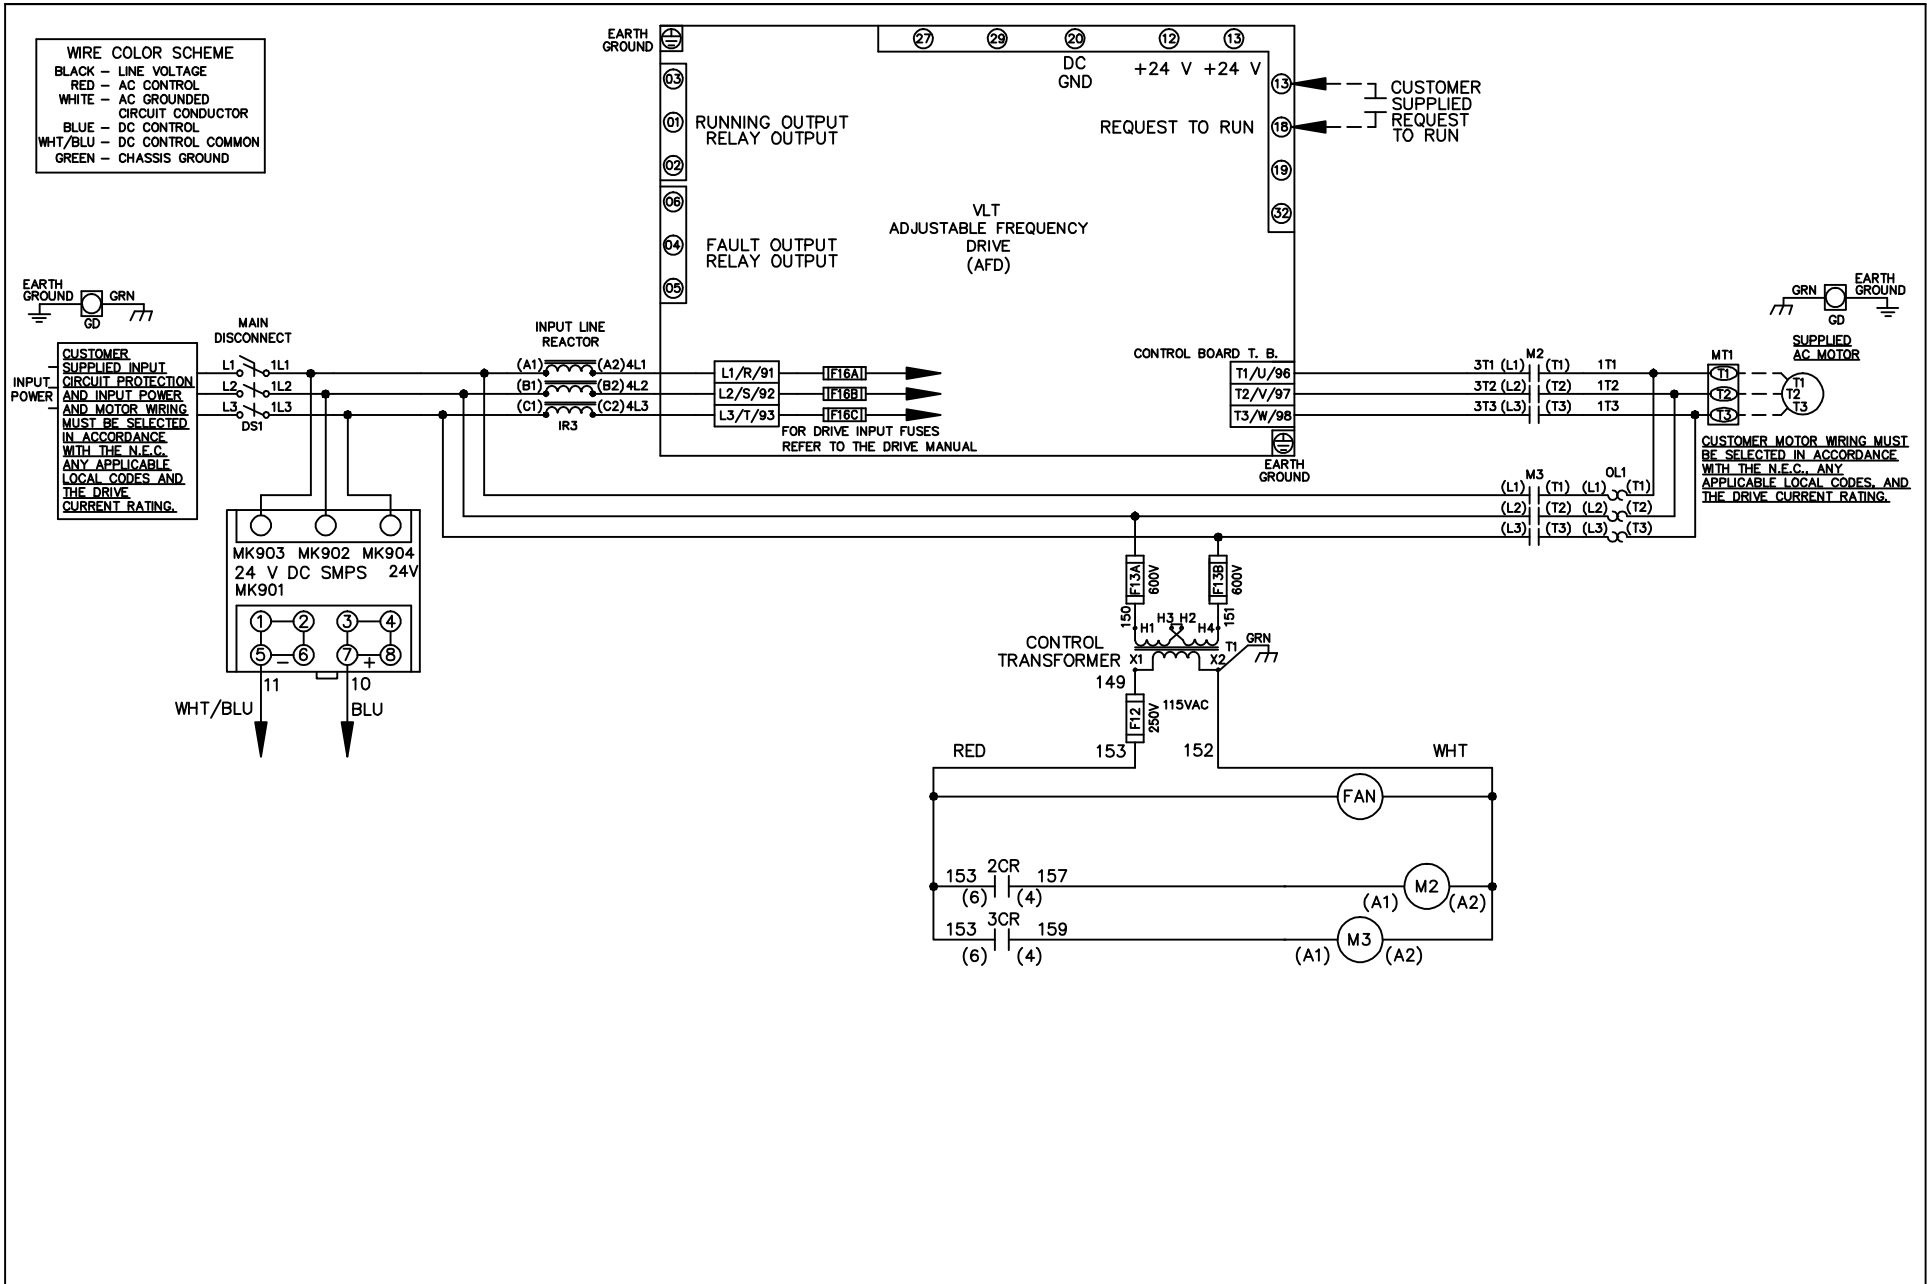 WIRE COLOR SCHEME
BLACK – LINE VOLTAGE
RED – AC CONTROL
WHITE – AC GROUNDED
CIRCUIT CONDUCTOR
BLUE – DC CONTROL
WHT/BLU – DC CONTROL COMMON
GREEN – CHASSIS GROUND
EARTH
GROUND
27 29 20 12 13
DC
GND
+24 V +24 V
03
01
02
RUNNING OUTPUT
RELAY OUTPUT
06
04
05
FAULT OUTPUT
RELAY OUTPUT
VLT
ADJUSTABLE FREQUENCY
DRIVE
(AFD)
REQUEST TO RUN
13
18
19
32
CUSTOMER
SUPPLIED
REQUEST
TO RUN
EARTH
GROUND
GRN
GD
INPUT
POWER
CUSTOMER
SUPPLIED INPUT
CIRCUIT PROTECTION
AND INPUT POWER
AND MOTOR WIRING
MUST BE SELECTED
IN ACCORDANCE
WITH THE N.E.C.
ANY APPLICABLE
LOCAL CODES AND
THE DRIVE
CURRENT RATING.
MAIN
DISCONNECT
L1 1L1
L2 1L2
L3 1L3
DS1
INPUT LINE
REACTOR
(A1) (A2) 4L1
(B1) (B2) 4L2
(C1) (C2) 4L3
IR3
L1/R/91 F16A
L2/S/92 F16B
L3/T/93 F16C
FOR DRIVE INPUT FUSES
REFER TO THE DRIVE MANUAL
CONTROL BOARD T. B.
T1/U/96
T2/V/97
T3/W/98
EARTH
GROUND
M2
3T1 (L1) (T1) 1T1
3T2 (L2) (T2) 1T2
3T3 (L3) (T3) 1T3
MT1
T1
T2
T3
GRN
EARTH
GROUND
GD
SUPPLIED
AC MOTOR
T1
T2
T3
CUSTOMER MOTOR WIRING MUST
BE SELECTED IN ACCORDANCE
WITH THE N.E.C., ANY
APPLICABLE LOCAL CODES, AND
THE DRIVE CURRENT RATING.
M3 OL1
(L1) (T1) (L1) (T1)
(L2) (T2) (L2) (T2)
(L3) (T3) (L3) (T3)
MK903 MK902 MK904
24 V DC SMPS 24V
MK901
1 2 3 4
5 – 6 7 + 8
11 10
WHT/BLU BLU
F13A 600V
F13B 600V
150 151
H1 H3 H2 H4
CONTROL
TRANSFORMER
X1 X2 T1
GRN
149
F12 250V
115VAC
RED 153 152 WHT
FAN
153 2CR 157
(6) (4)
(A1) M2 (A2)
153 3CR 159
(6) (4)
(A1) M3 (A2)